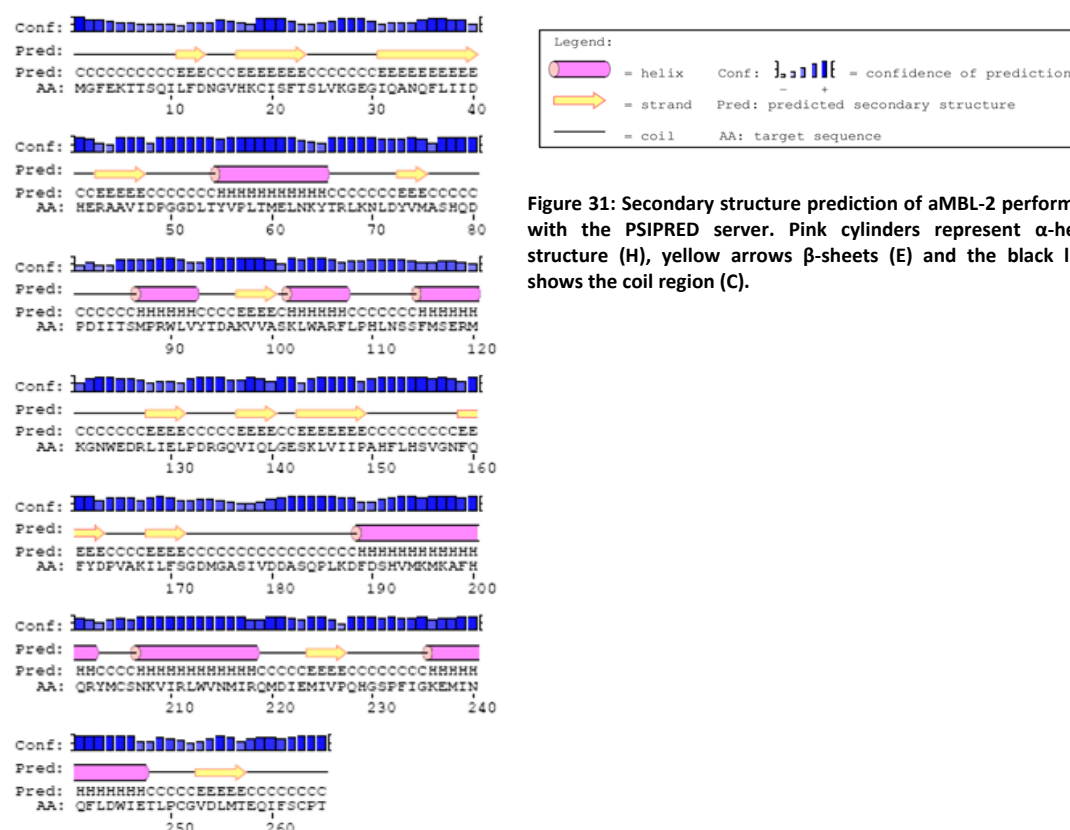 Conf:
Pred:
Pred: CCCCCCCCCCEEECCCEEEEEEECCCCCCCEEEEEEEEEE
AA: MGFEKTTSQILFDNGVHKCISFTSLVKGEGIQANQFLIID
10 20 30 40
Conf:
Pred:
Pred: CCEEEEECCCCCCCHHHHHHHHHHHCCCCCCCEEECCCCC
AA: HERAAVIDPGGDLTYVPLTMELNKYTRLKNLDYVMASHQD
50 60 70 80
Conf:
Pred:
Pred: CCCCCCHHHHHHCCCCEEEECHHHHHHCCCCCCCHHHHHH
AA: PDIITSMPRWLVYTDAKVVASKLWARFLPHLNSSFMSERM
90 100 110 120
Conf:
Pred:
Pred: CCCCCCCEEEECCCCCEEEECCEEEEEEECCCCCCCCCEE
AA: KGNWEDRLIELPDRGQVIQLGESKLVIIPAHFLHSVGNFQ
130 140 150 160
Conf:
Pred:
Pred: EEECCCCEEEECCCCCCCCCCCCCCCCCHHHHHHHHHHHH
AA: FYDPVAKILFSGDMGASIVDDASQPLKDFDSHVMKMKAFH
170 180 190 200
Conf:
Pred:
Pred: HHCCCCHHHHHHHHHHHHCCCCCEEEECCCCCCCCHHHHH
AA: QRYMCSNKVIRLWVNMIRQMDIEMIVPQHGSPFIGKEMIN
210 220 230 240
Conf:
Pred:
Pred: HHHHHHHCCCCCEEEEECCCCCCCC
AA: QFLDWIETLPCGVDLMTEQIFSCPT
250 260
Legend:
= helix Conf: = confidence of prediction
- +
= strand Pred: predicted secondary structure
= coil AA: target sequence
Figure 31: Secondary structure prediction of aMBL-2 perform
with the PSIPRED server. Pink cylinders represent α-he
structure (H), yellow arrows β-sheets (E) and the black l
shows the coil region (C).